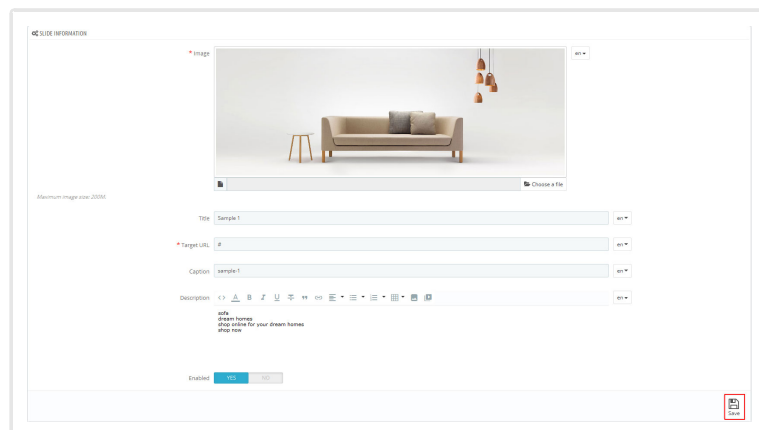 SLIDE INFORMATION
* Image
en
Choose a file
Maximum image size: 200M.
Title
Sample 1
en
* Target URL
#
en
Caption
sample-1
en
Description
A B I U
en
sofa
dream homes
shop online for your dream homes
shop now
Enabled
YES
NO
Save